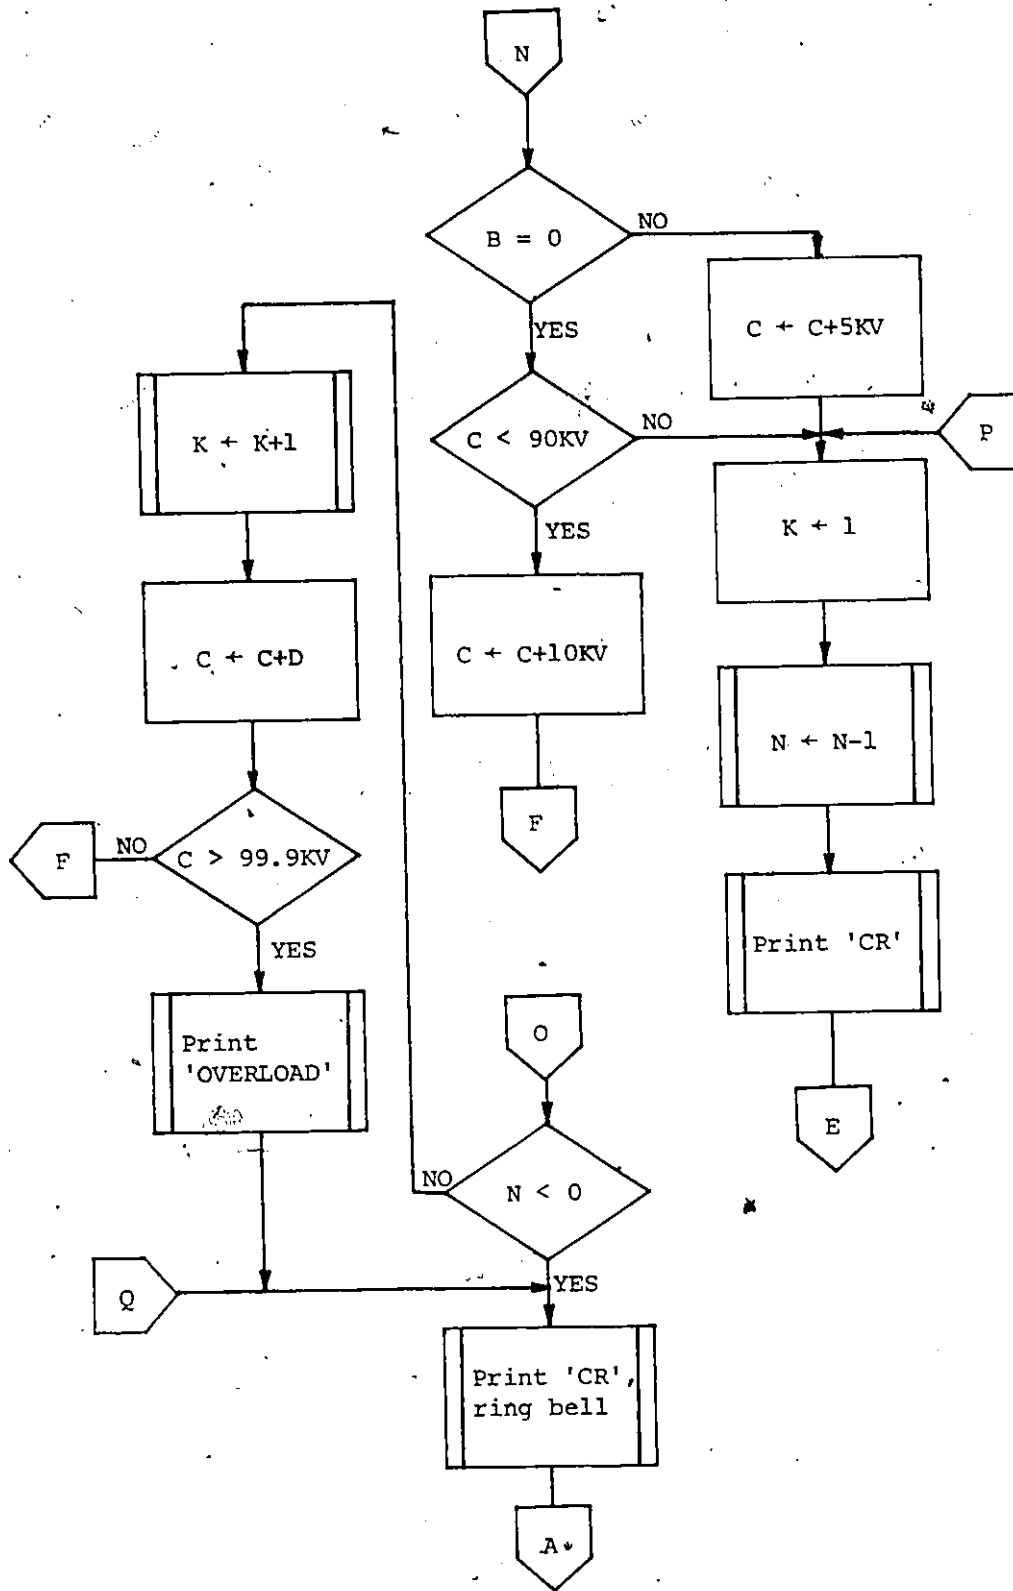 N
B = 0
NO
YES
C ← C+5KV
K ← K+1
C < 90KV
NO
P
YES
K ← 1
C ← C+D
C ← C+10KV
N ← N-1
F
NO
C > 99.9KV
F
YES
Print 'CR'
Print
'OVERLOAD'
O
E
NO
N < 0
Q
YES
Print 'CR',
ring bell
A